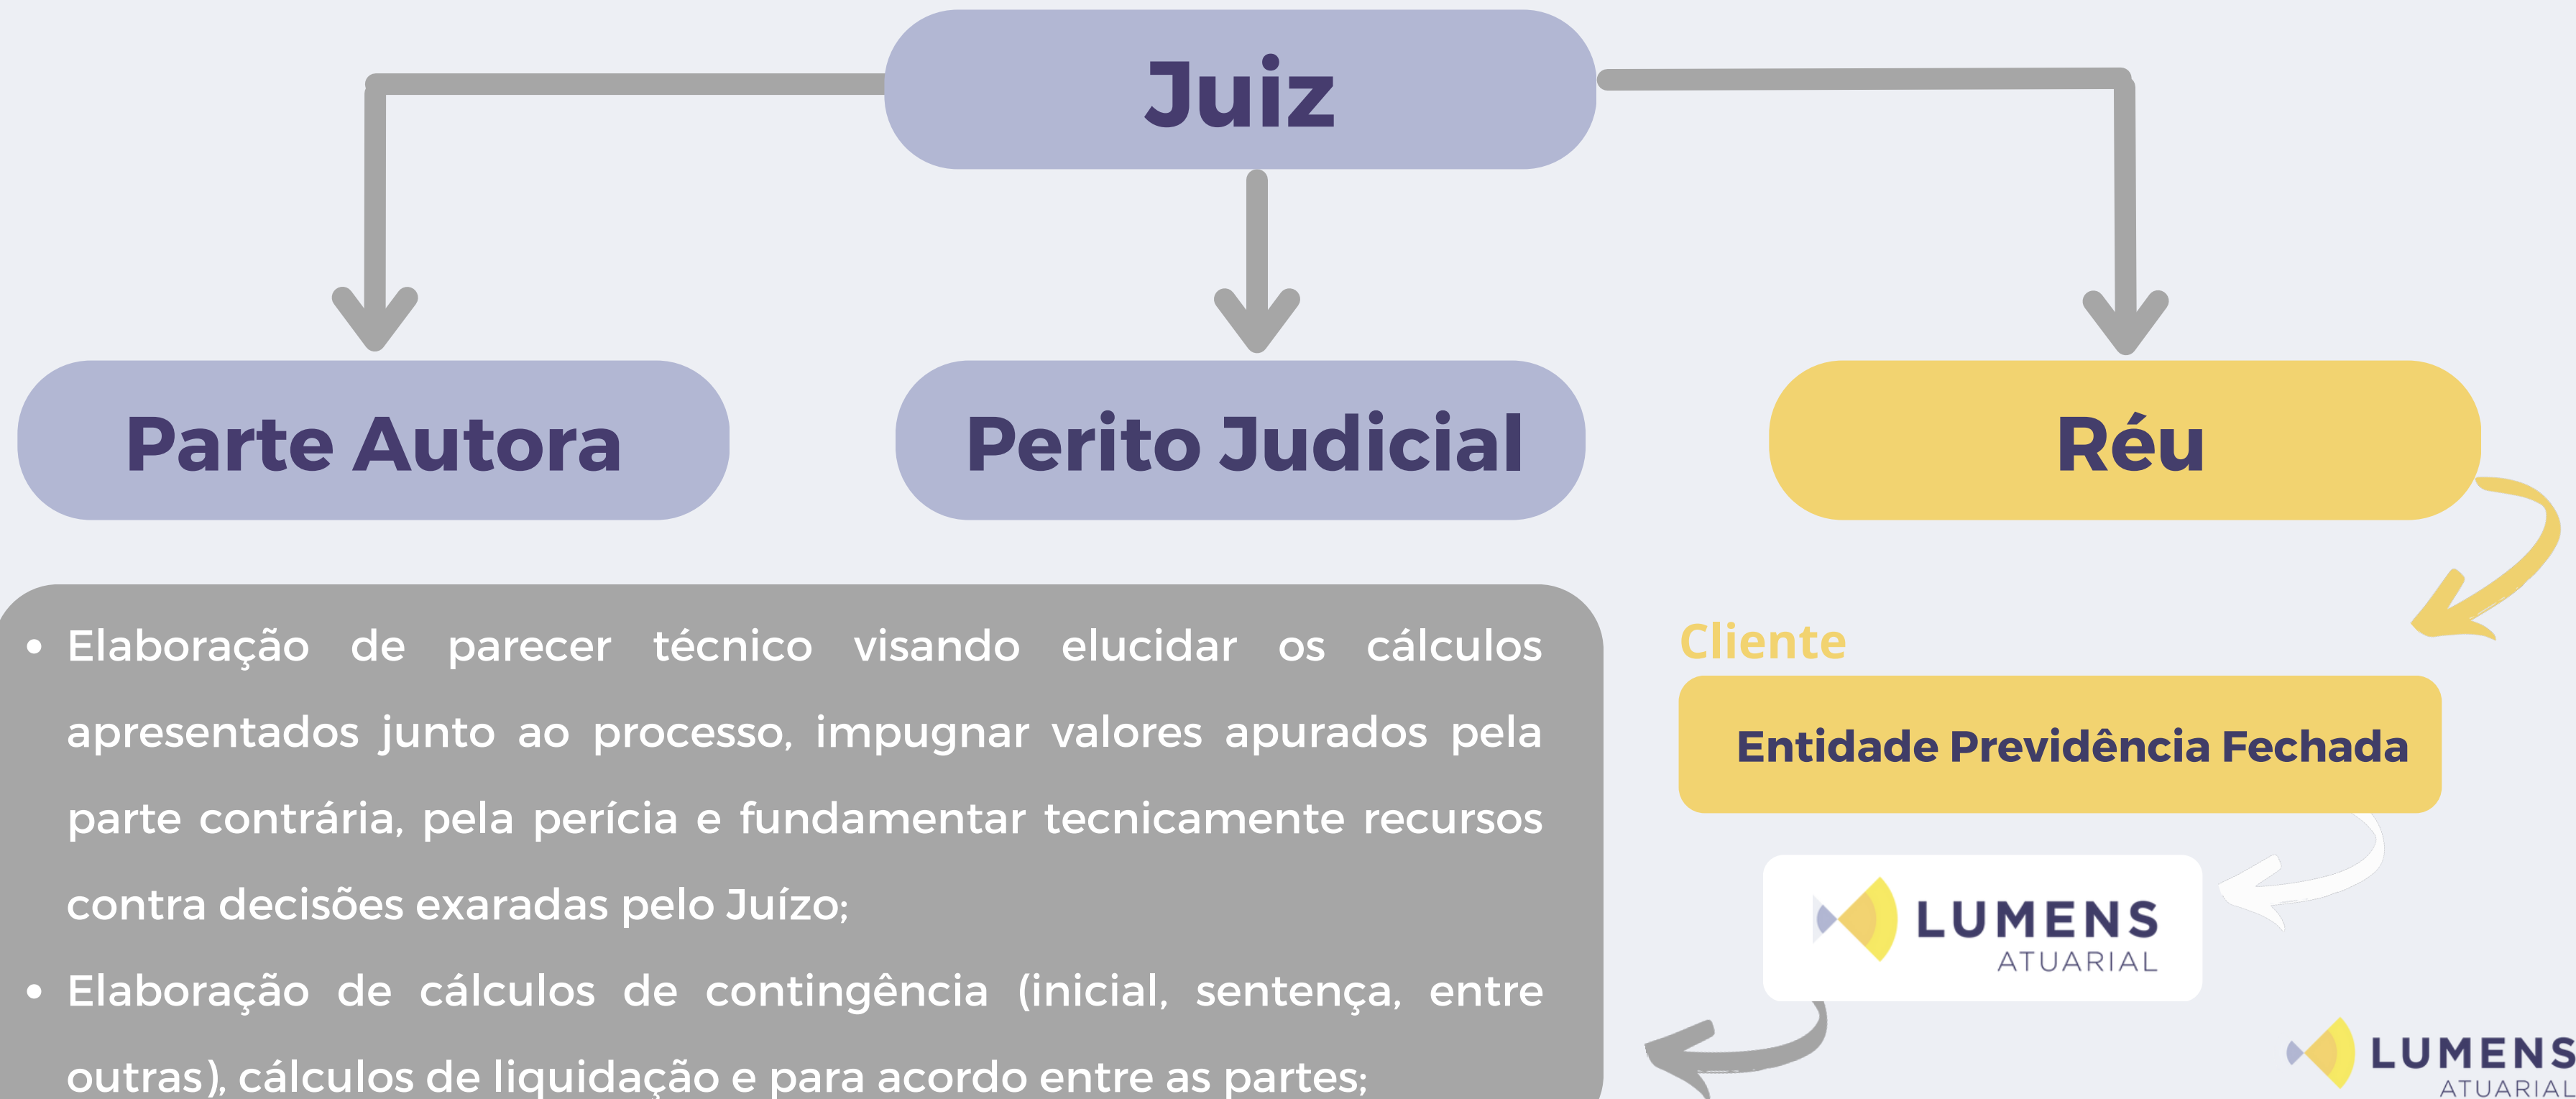 Juiz
Parte Autora
Perito Judicial
Réu
• Elaboração de parecer técnico visando elucidar os cálculos
apresentados junto ao processo, impugnar valores apurados pela
parte contrária, pela perícia e fundamentar tecnicamente recursos
contra decisões exaradas pelo Juízo;
• Elaboração de cálculos de contingência (inicial, sentença, entre
outras), cálculos de liquidação e para acordo entre as partes;
Cliente
Entidade Previdência Fechada
LUMENS
ATUARIAL
LUMENS
ATUARIAL